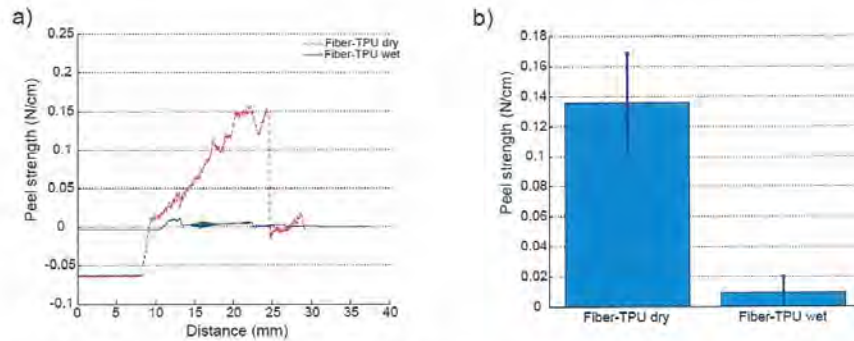 a)
0.25
0.2
0.15
0.1
0.05
0
-0.05
-0.1
Peel strength (N/cm)
Fiber-TPU dry
Fiber-TPU wet
0 5 10 15 20 25 30 35 40
Distance (mm)
b)
0.18
0.16
0.14
0.12
0.1
0.08
0.06
0.04
0.02
0
Peel strength (N/cm)
Fiber-TPU dry Fiber-TPU wet